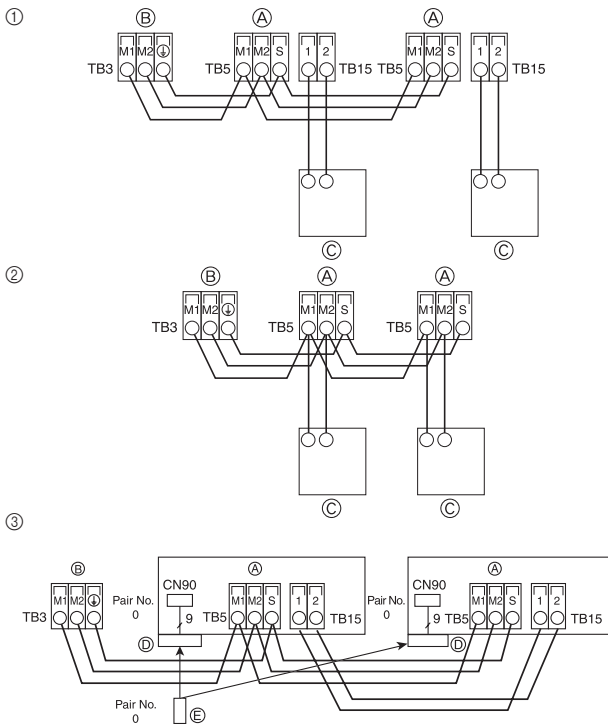 ①
Ⓑ Ⓐ Ⓐ
M1 M2 M1 M2 S 1 2 M1 M2 S 1 2
TB3 TB5 TB15 TB5 TB15
Ⓒ Ⓒ
②
Ⓑ Ⓐ Ⓐ
M1 M2 M1 M2 S M1 M2 S
TB3 TB5 TB5
Ⓒ Ⓒ
③
Ⓑ Ⓐ Ⓐ
CN90 CN90
M1 M2 Pair No. M1 M2 S 1 2 Pair No. M1 M2 S 1 2
TB3 0 9 TB5 TB15 0 9 TB5 TB15
Ⓓ Ⓓ
Pair No.
0 Ⓔ